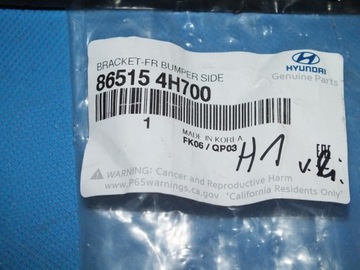 BRACKET-FR BUMPER SIDE
86515 4H700
HYUNDAI
Genuine Parts
1
MADE IN KOREA
FK06 / QP03
H1
WARNING: Cancer and Reproductive Harm
www.P65warnings.ca.gov "California Residents Only"